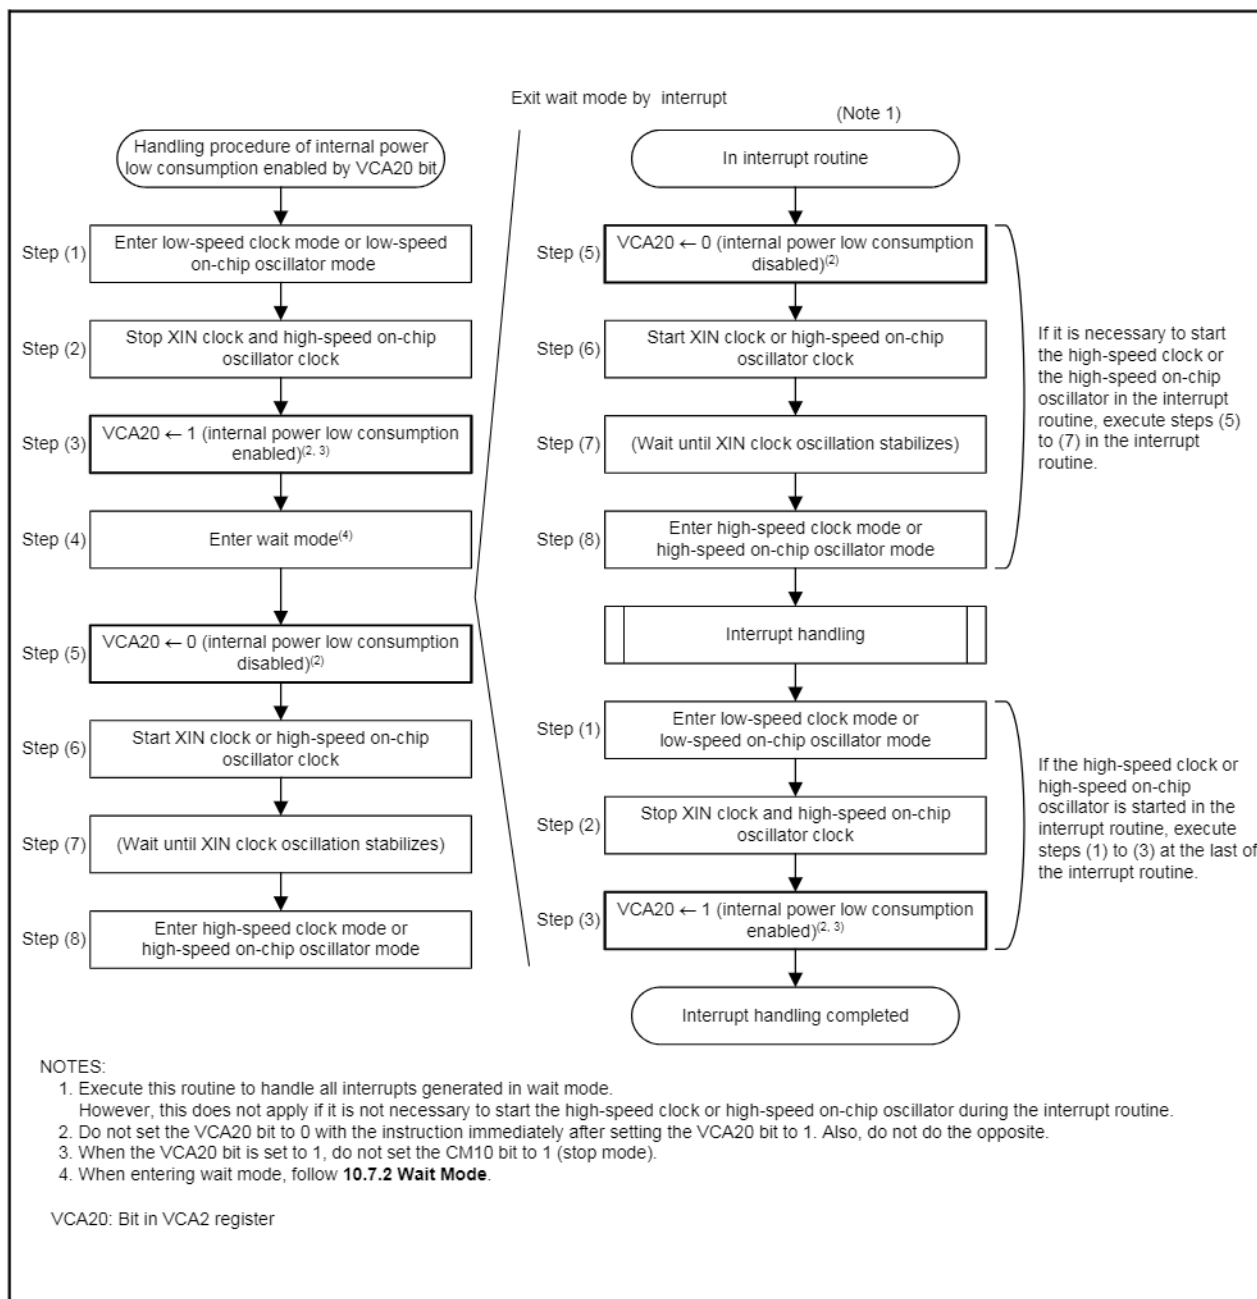 Exit wait mode by interrupt
(Note 1)
Handling procedure of internal power
low consumption enabled by VCA20 bit
Step (1)
Enter low-speed clock mode or low-speed
on-chip oscillator mode
Step (2)
Stop XIN clock and high-speed on-chip
oscillator clock
Step (3)
VCA20 ← 1 (internal power low consumption
enabled)(2, 3)
Step (4)
Enter wait mode(4)
Step (5)
VCA20 ← 0 (internal power low consumption
disabled)(2)
Step (6)
Start XIN clock or high-speed on-chip
oscillator clock
Step (7)
(Wait until XIN clock oscillation stabilizes)
Step (8)
Enter high-speed clock mode or
high-speed on-chip oscillator mode
In interrupt routine
Step (5)
VCA20 ← 0 (internal power low consumption
disabled)(2)
Step (6)
Start XIN clock or high-speed on-chip
oscillator clock
Step (7)
(Wait until XIN clock oscillation stabilizes)
Step (8)
Enter high-speed clock mode or
high-speed on-chip oscillator mode
If it is necessary to start
the high-speed clock or
the high-speed on-chip
oscillator in the interrupt
routine, execute steps (5)
to (7) in the interrupt
routine.
Interrupt handling
Step (1)
Enter low-speed clock mode or
low-speed on-chip oscillator mode
Step (2)
Stop XIN clock and high-speed on-chip
oscillator clock
Step (3)
VCA20 ← 1 (internal power low consumption
enabled)(2, 3)
If the high-speed clock or
high-speed on-chip
oscillator is started in the
interrupt routine, execute
steps (1) to (3) at the last of
the interrupt routine.
Interrupt handling completed
NOTES:
1. Execute this routine to handle all interrupts generated in wait mode.
However, this does not apply if it is not necessary to start the high-speed clock or high-speed on-chip oscillator during the interrupt routine.
2. Do not set the VCA20 bit to 0 with the instruction immediately after setting the VCA20 bit to 1. Also, do not do the opposite.
3. When the VCA20 bit is set to 1, do not set the CM10 bit to 1 (stop mode).
4. When entering wait mode, follow 10.7.2 Wait Mode.
VCA20: Bit in VCA2 register